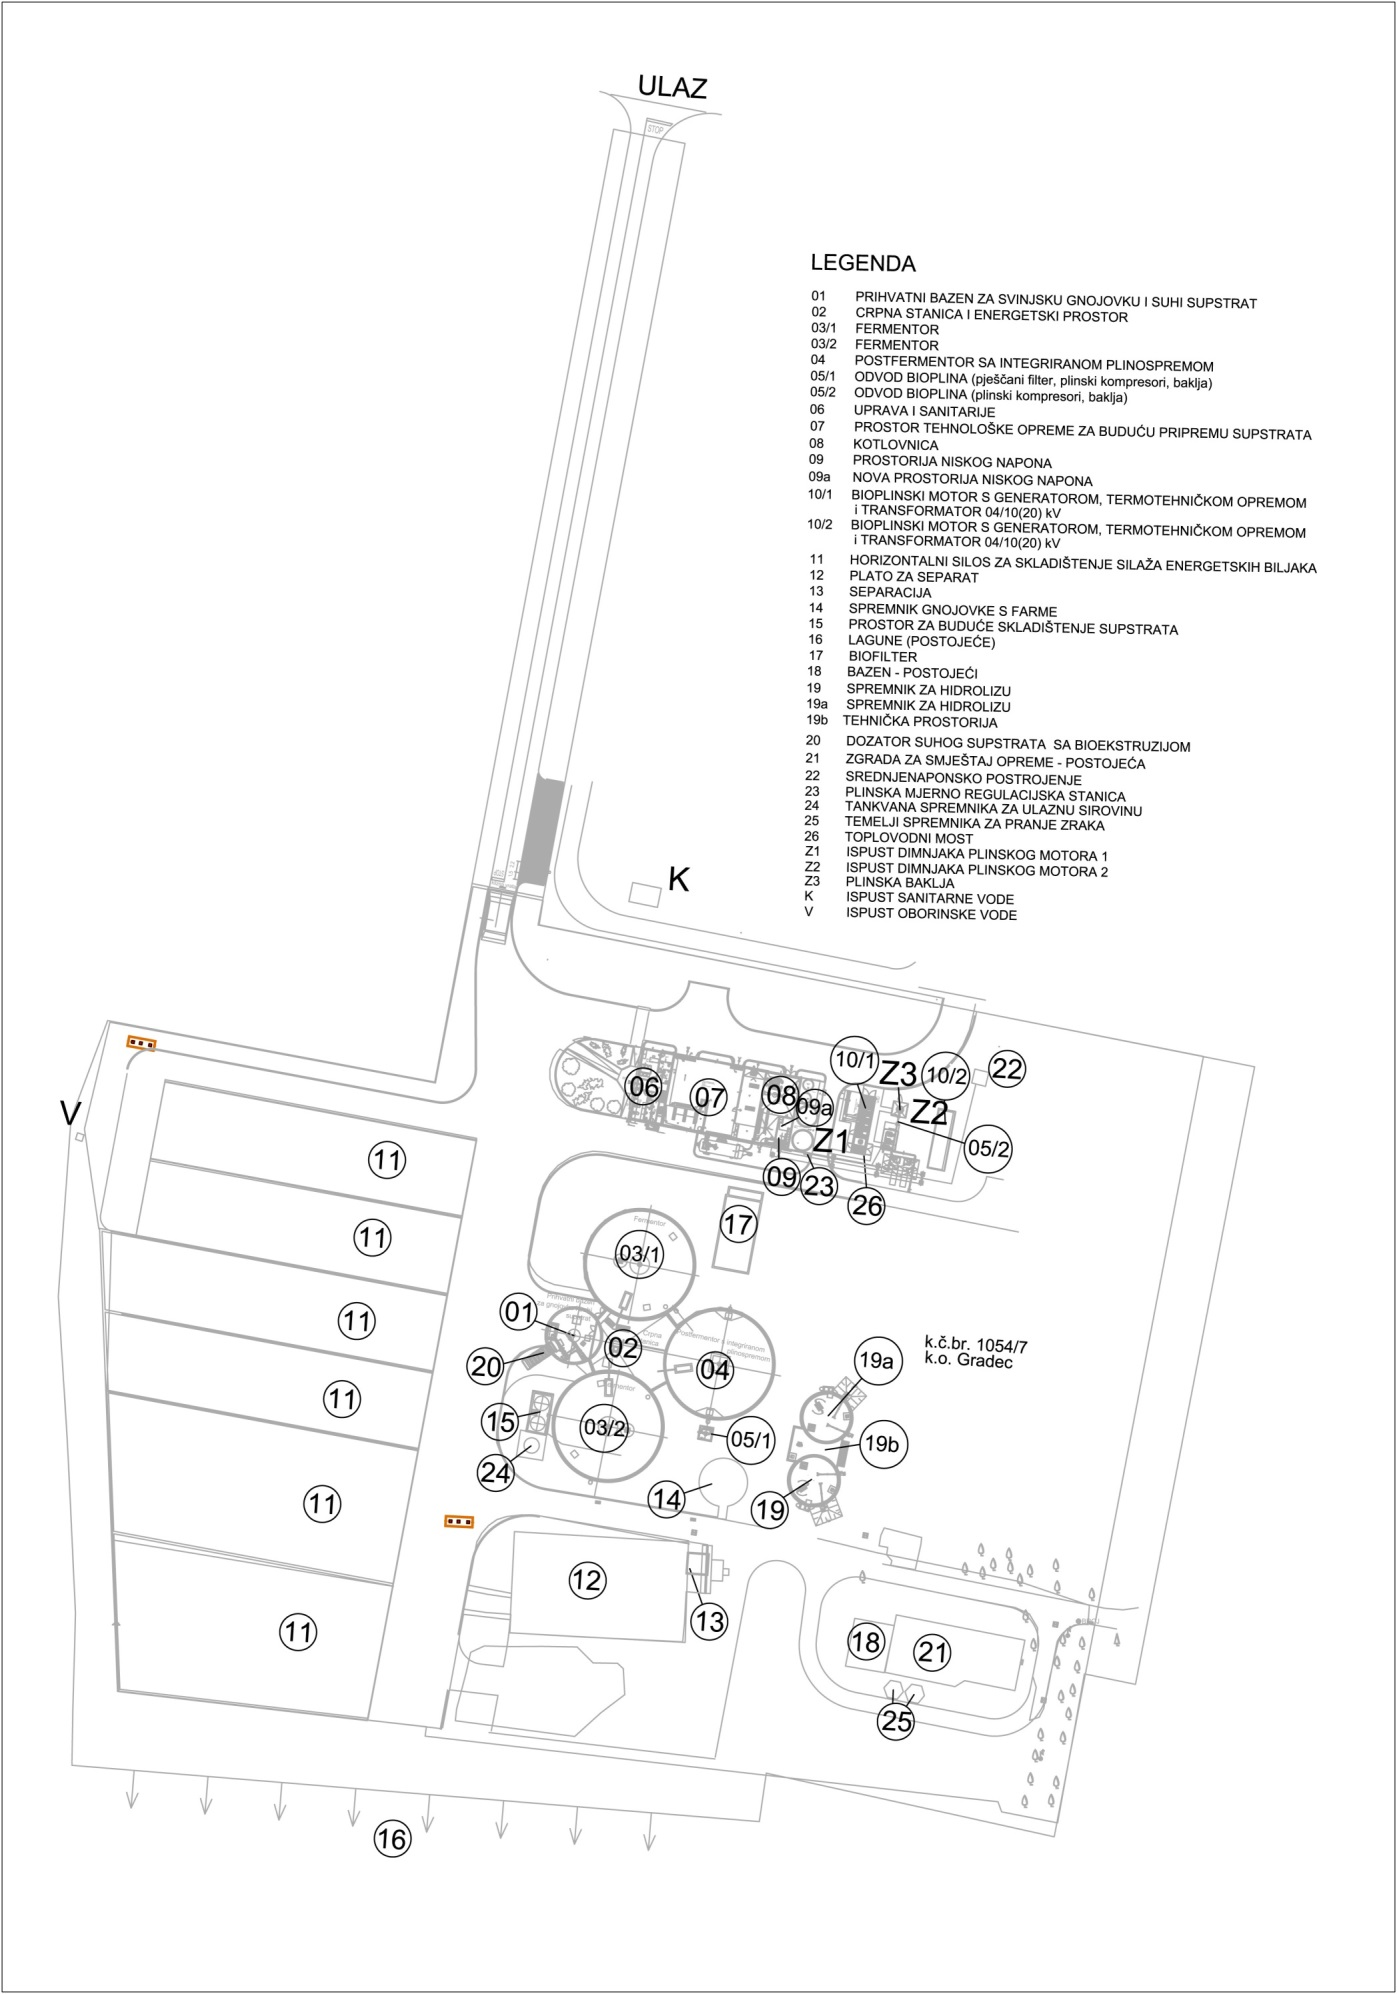 ULAZ
STOP
LEGENDA
01 PRIHVATNI BAZEN ZA SVINJSKU GNOJOVKU I SUHI SUPSTRAT
02 CRPNA STANICA I ENERGETSKI PROSTOR
03/1 FERMENTOR
03/2 FERMENTOR
04 POSTFERMENTOR SA INTEGRIRANOM PLINOSPREMOM
05/1 ODVOD BIOPLINA (pješčani filter, plinski kompresori, baklja)
05/2 ODVOD BIOPLINA (plinski kompresori, baklja)
06 UPRAVA I SANITARIJE
07 PROSTOR TEHNOLOŠKE OPREME ZA BUDUĆU PRIPREMU SUPSTRATA
08 KOTLOVNICA
09 PROSTORIJA NISKOG NAPONA
09a NOVA PROSTORIJA NISKOG NAPONA
10/1 BIOPLINSKI MOTOR S GENERATOROM, TERMOTEHNIČKOM OPREMOM
i TRANSFORMATOR 04/10(20) kV
10/2 BIOPLINSKI MOTOR S GENERATOROM, TERMOTEHNIČKOM OPREMOM
i TRANSFORMATOR 04/10(20) kV
11 HORIZONTALNI SILOS ZA SKLADIŠTENJE SILAŽA ENERGETSKIH BILJAKA
12 PLATO ZA SEPARAT
13 SEPARACIJA
14 SPREMNIK GNOJOVKE S FARME
15 PROSTOR ZA BUDUĆE SKLADIŠTENJE SUPSTRATA
16 LAGUNE (POSTOJEĆE)
17 BIOFILTER
18 BAZEN - POSTOJEĆI
19 SPREMNIK ZA HIDROLIZU
19a SPREMNIK ZA HIDROLIZU
19b TEHNIČKA PROSTORIJA
20 DOZATOR SUHOG SUPSTRATA SA BIOEKSTRUZIJOM
21 ZGRADA ZA SMJEŠTAJ OPREME - POSTOJEĆA
22 SREDNJENAPONSKO POSTROJENJE
23 PLINSKA MJERNO REGULACIJSKA STANICA
24 TANKVANA SPREMNIKA ZA ULAZNU SIROVINU
25 TEMELJI SPREMNIKA ZA PRANJE ZRAKA
26 TOPLOVODNI MOST
Z1 ISPUST DIMNJAKA PLINSKOG MOTORA 1
Z2 ISPUST DIMNJAKA PLINSKOG MOTORA 2
Z3 PLINSKA BAKLJA
K ISPUST SANITARNE VODE
V ISPUST OBORINSKE VODE
K
10/1 Z3 10/2 22
06 07 08 09a Z2
V
Z1 05/2
11
09 23 26
17
11
Fermentor
03/1
Prihvatni bazen
01
11
02 Crpna stanica
Postfermentor s integriranom plinospremom
k.č.br. 1054/7
k.o. Gradec
20 04 19a
11
15 03/2 05/1 19b
24
11 14 19
12
13
11 18 21
25
16